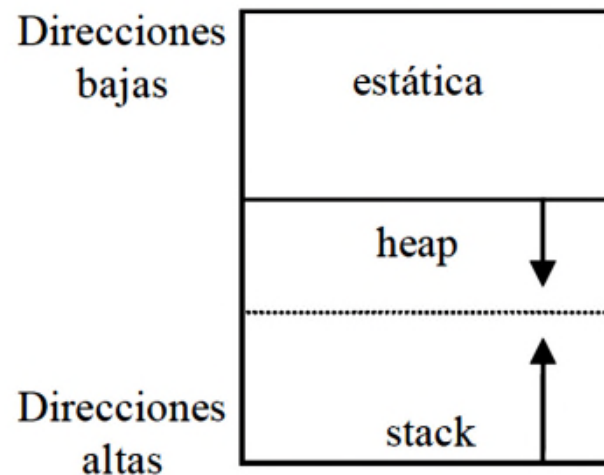 Direcciones
bajas
estática
heap
Direcciones
altas
stack